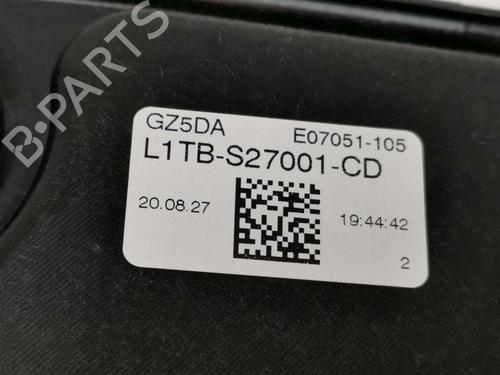 B-Parts
GZ5DA E07051-105
L1TB-S27001-CD
20.08.27 19:44:42
2